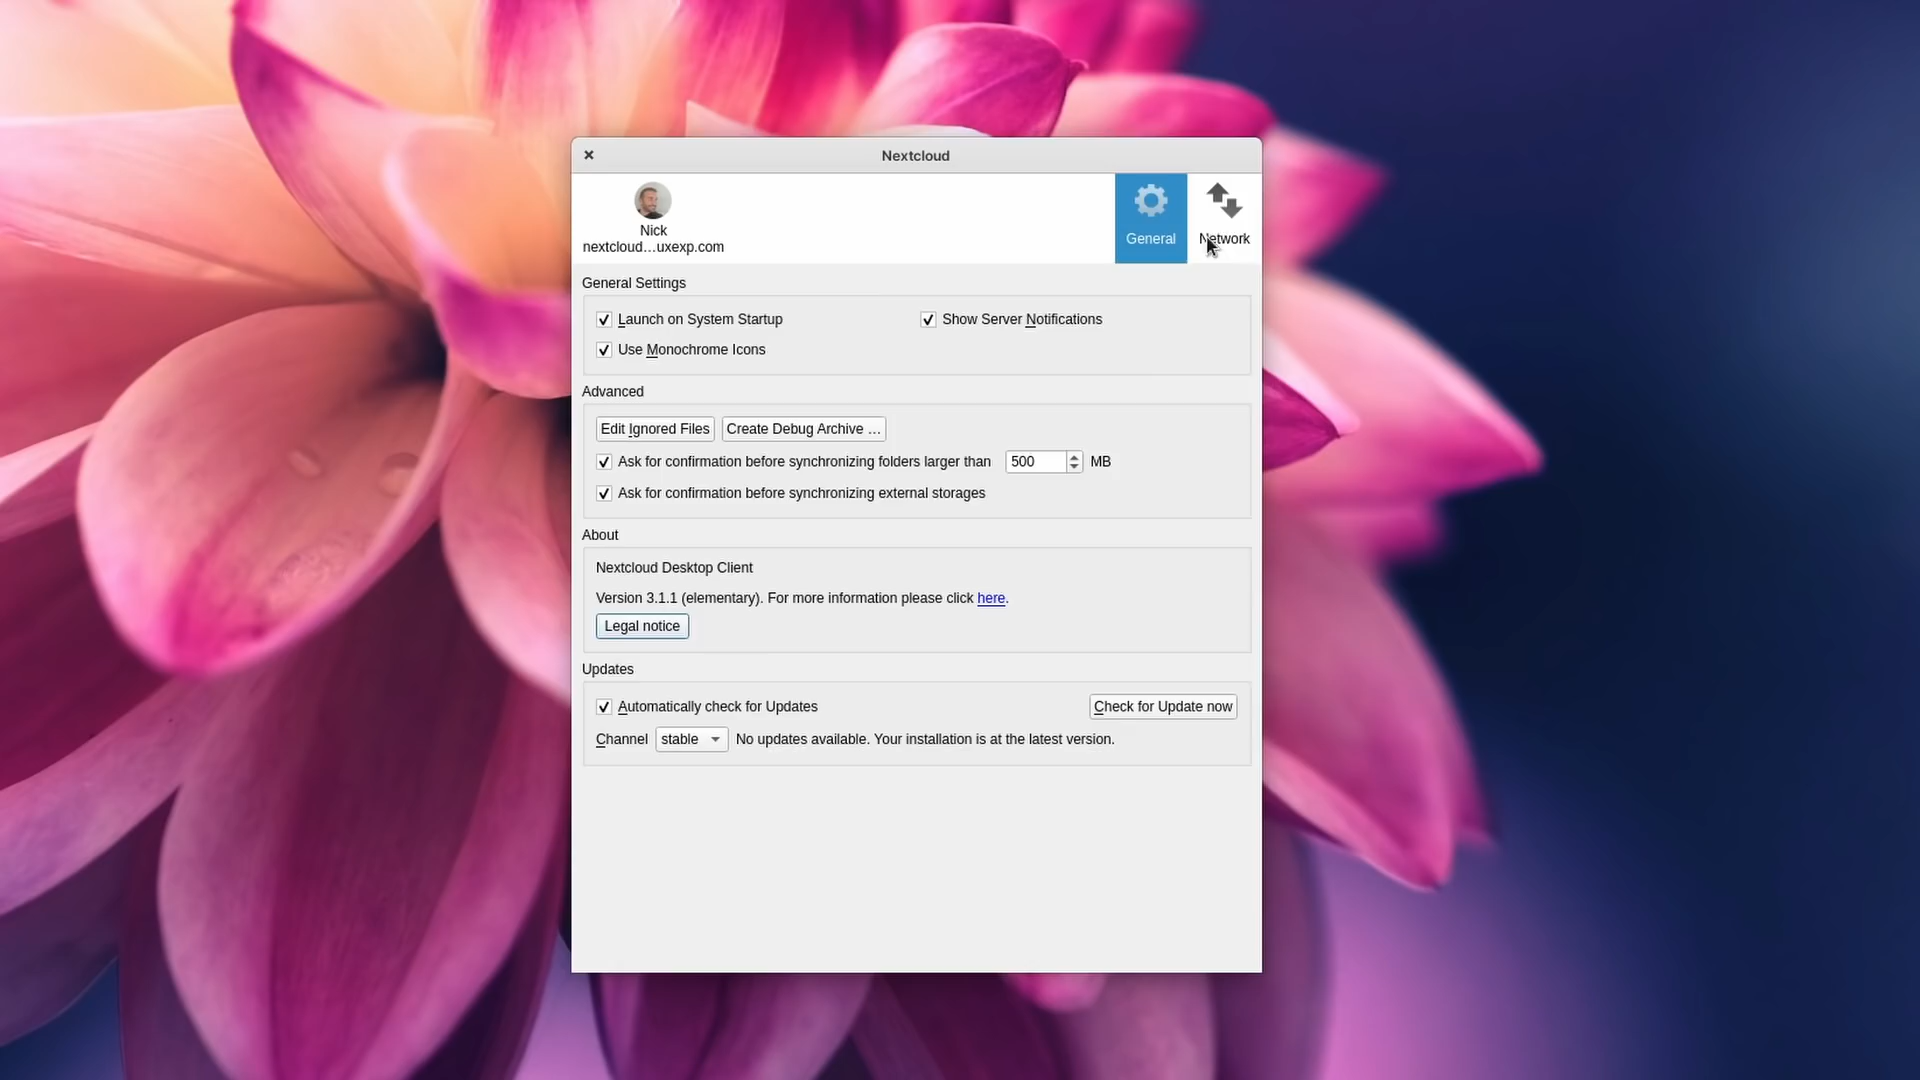 Nextcloud
Nick
nextcloud...uxexp.com
General
Network
General Settings
Launch on System Startup
Show Server Notifications
Use Monochrome Icons
Advanced
Edit Ignored Files
Create Debug Archive ...
Ask for confirmation before synchronizing folders larger than 500 MB
Ask for confirmation before synchronizing external storages
About
Nextcloud Desktop Client
Version 3.1.1 (elementary). For more information please click here.
Legal notice
Updates
Automatically check for Updates
Check for Update now
Channel stable No updates available. Your installation is at the latest version.